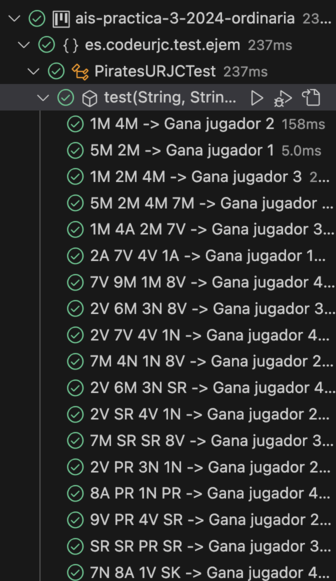 ais-practica-3-2024-ordinaria 23...
{} es.codeurjc.test.ejem 237ms
PiratesURJCTest 237ms
test(String, Strin...
1M 4M -> Gana jugador 2 158ms
5M 2M -> Gana jugador 1 5.0ms
1M 2M 4M -> Gana jugador 3 2...
5M 2M 4M 7M -> Gana jugador ...
1M 4A 2M 7V -> Gana jugador 3...
2A 7V 4V 1A -> Gana jugador 1...
7V 9M 1M 8V -> Gana jugador 4...
2V 6M 3N 8V -> Gana jugador 3...
2V 7V 4V 1N -> Gana jugador 4...
7M 4N 1N 8V -> Gana jugador 2...
2V 6M 3N SR -> Gana jugador 4...
2V SR 4V 1N -> Gana jugador 2...
7M SR SR 8V -> Gana jugador 3...
2V PR 3N 1N -> Gana jugador 2...
8A PR 1N PR -> Gana jugador 4...
9V PR 4V SR -> Gana jugador 2...
SR SR PR SR -> Gana jugador 3...
7N 8A 1V SK -> Gana jugador 4...